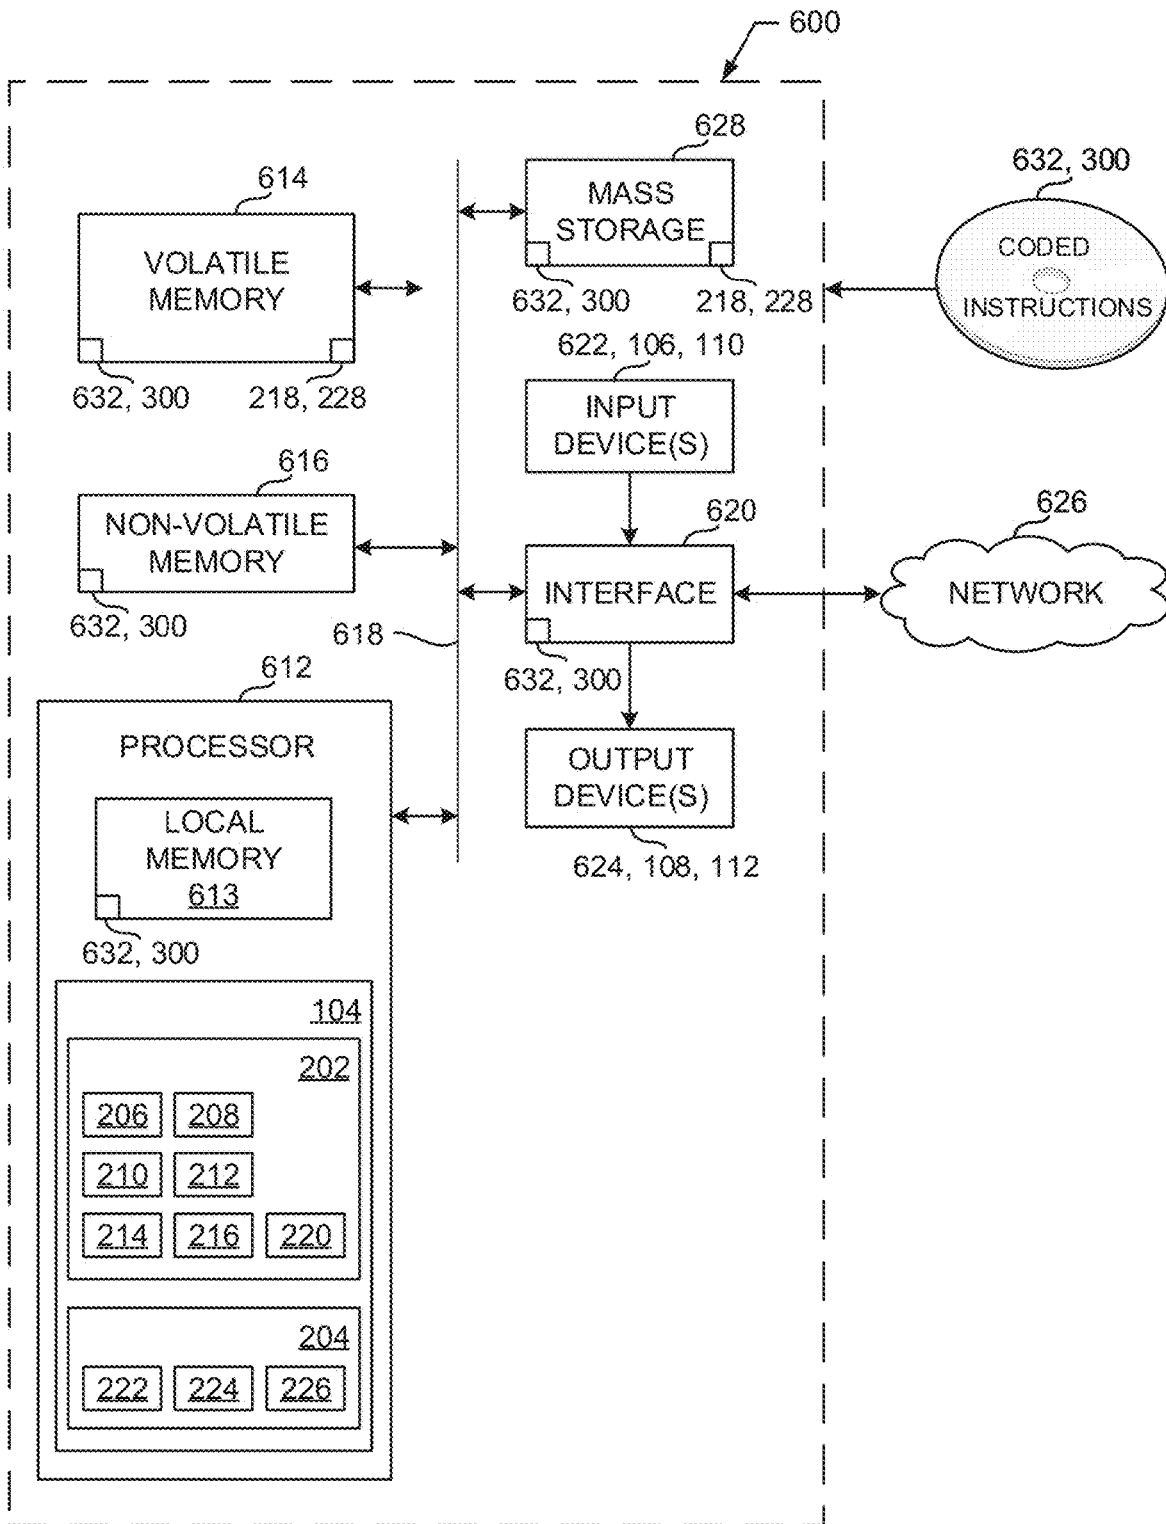 600
628
MASS
STORAGE
632, 300
218, 228
614
VOLATILE
MEMORY
632, 300
218, 228
632, 300
CODED
INSTRUCTIONS
622, 106, 110
INPUT
DEVICE(S)
616
NON-VOLATILE
MEMORY
632, 300
620
INTERFACE
632, 300
626
NETWORK
618
612
PROCESSOR
LOCAL
MEMORY
613
632, 300
OUTPUT
DEVICE(S)
624, 108, 112
104
202
206 208
210 212
214 216 220
204
222 224 226